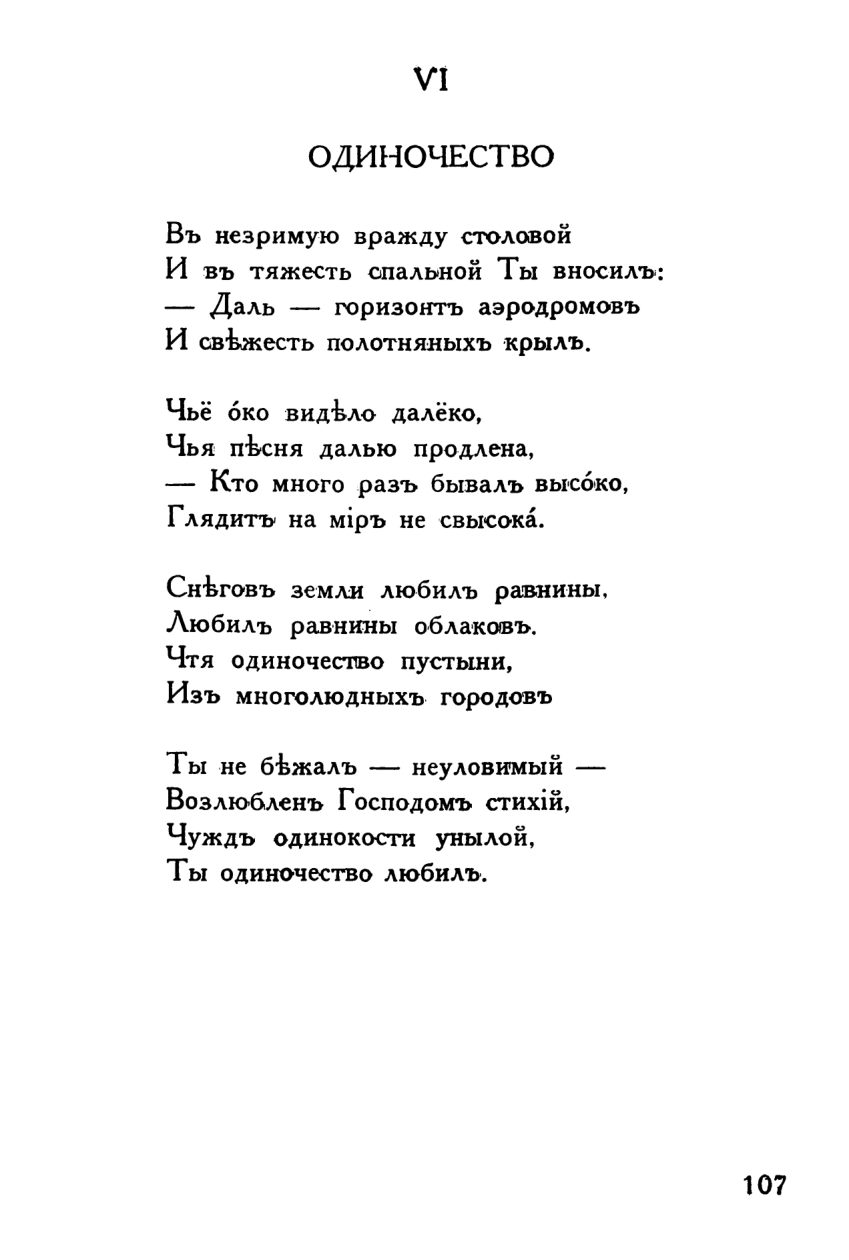 VI
ОДИНОЧЕСТВО
Въ незримую вражду столовой
И въ тяжесть спальной Ты вносилъ:
— Даль — горизонтъ аэродромовъ
И свѣжесть полотняныхъ крылъ.
Чьё óко видѣло далёко,
Чья пѣсня далью продлена,
— Кто много разъ бывалъ высóко,
Глядитъ на мiръ не свысокá.
Снѣговъ земли любилъ равнины,
Любилъ равнины облаковъ.
Чтя одиночество пустыни,
Изъ многолюдныхъ городовъ
Ты не бѣжалъ — неуловимый —
Возлюбленъ Господомъ стихiй,
Чуждъ одинокости унылой,
Ты одиночество любилъ.
107